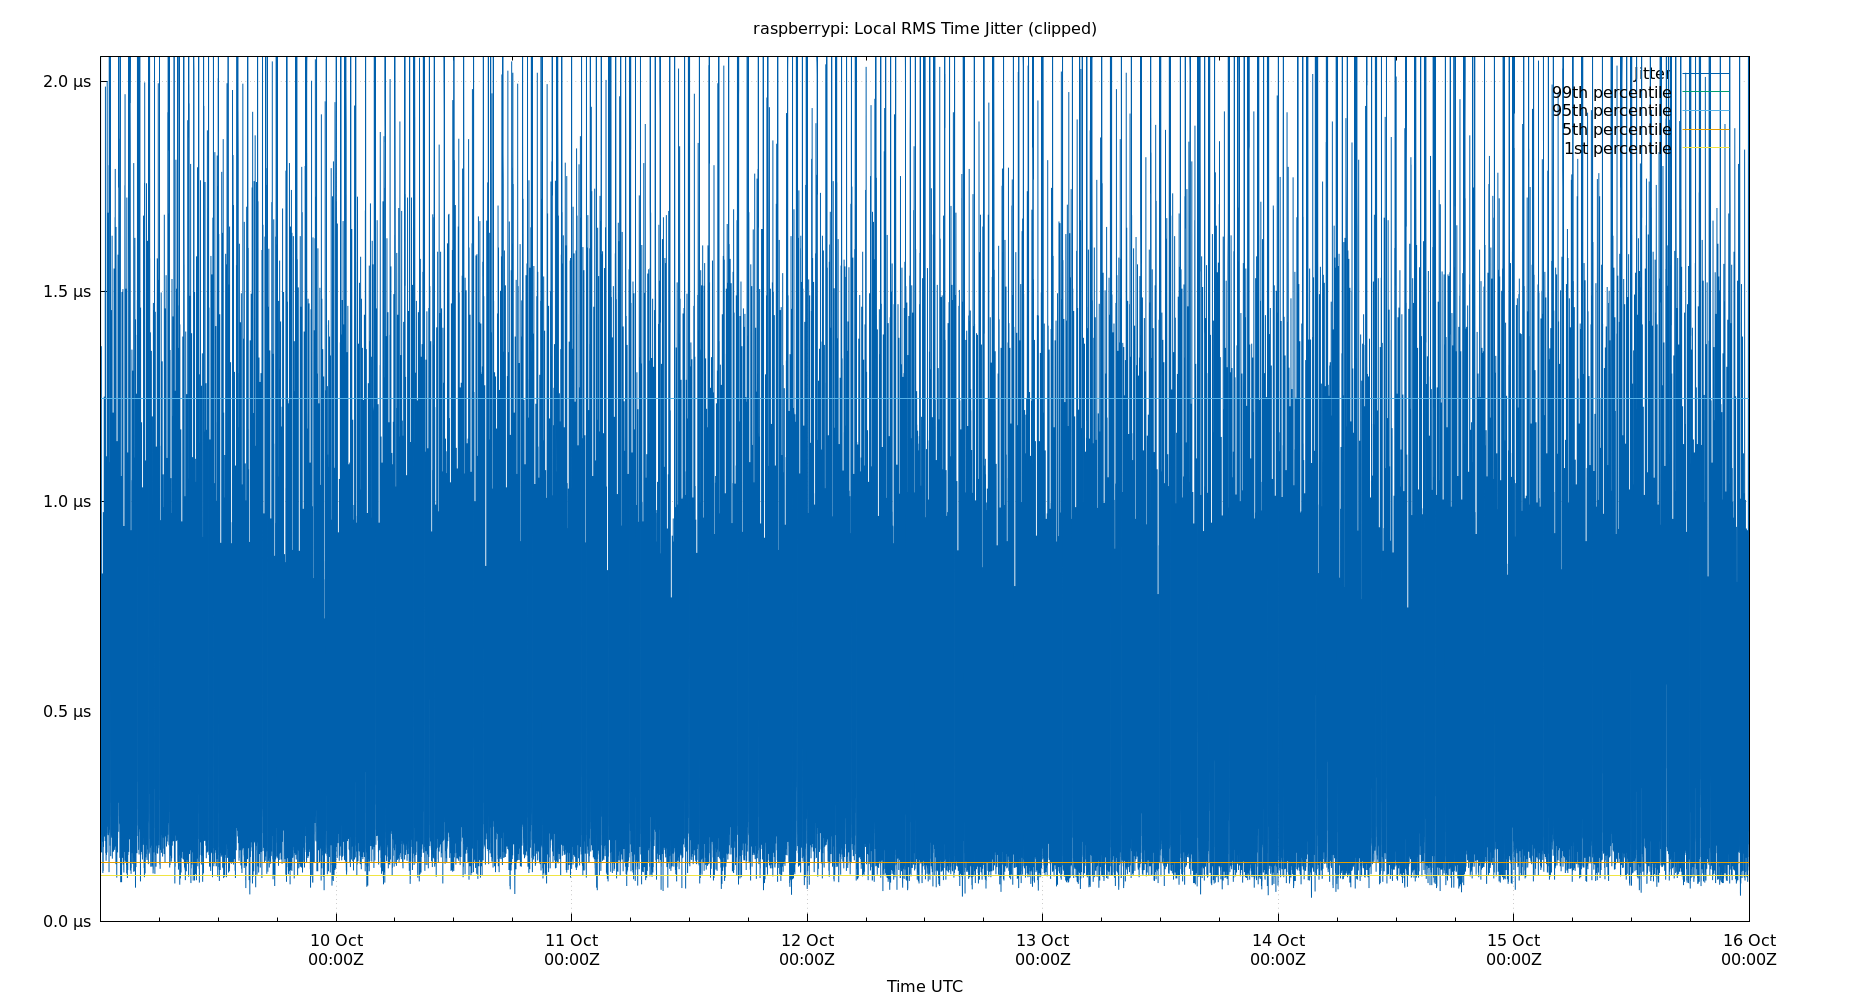 raspberrypi: Local RMS Time Jitter (clipped)
2.0 μs
1.5 μs
1.0 μs
0.5 μs
0.0 μs
jitter
99th percentile
95th percentile
5th percentile
1st percentile
10 Oct
00:00Z
11 Oct
00:00Z
12 Oct
00:00Z
13 Oct
00:00Z
14 Oct
00:00Z
15 Oct
00:00Z
16 Oct
00:00Z
Time UTC